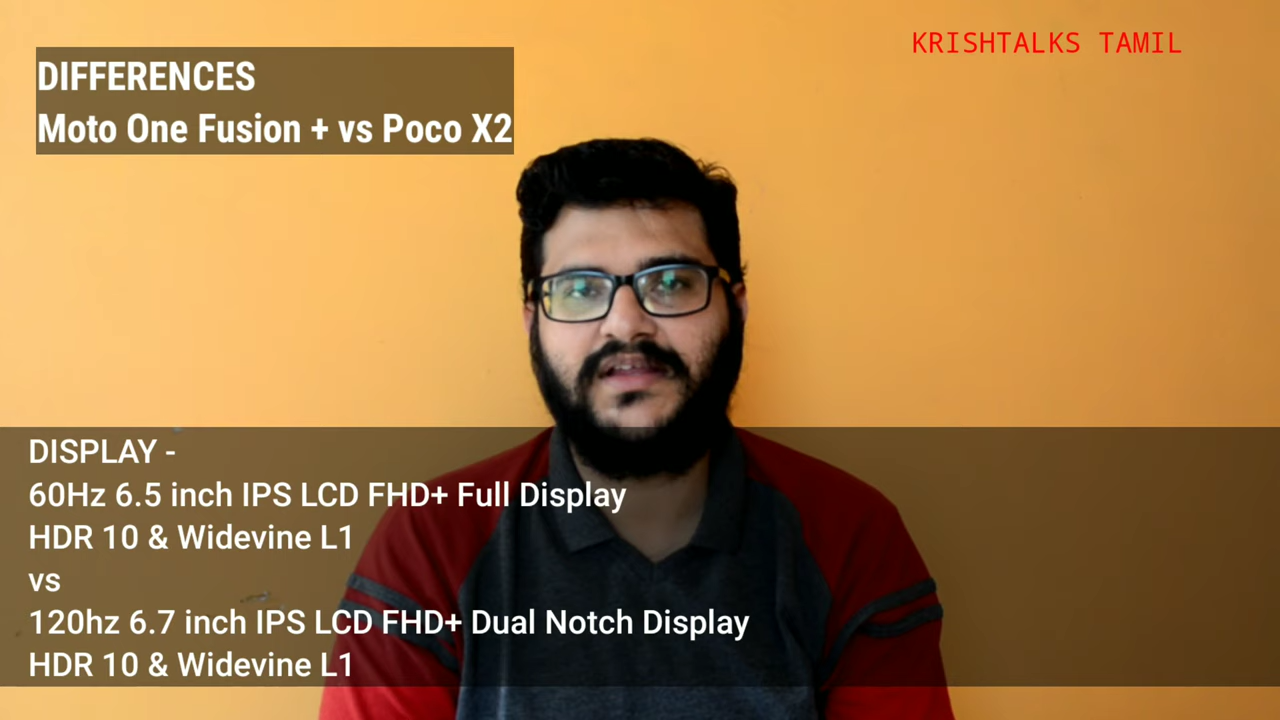 KRISHTALKS TAMIL
DIFFERENCES
Moto One Fusion + vs Poco X2
DISPLAY -
60Hz 6.5 inch IPS LCD FHD+ Full Display
HDR 10 & Widevine L1
vs
120hz 6.7 inch IPS LCD FHD+ Dual Notch Display
HDR 10 & Widevine L1